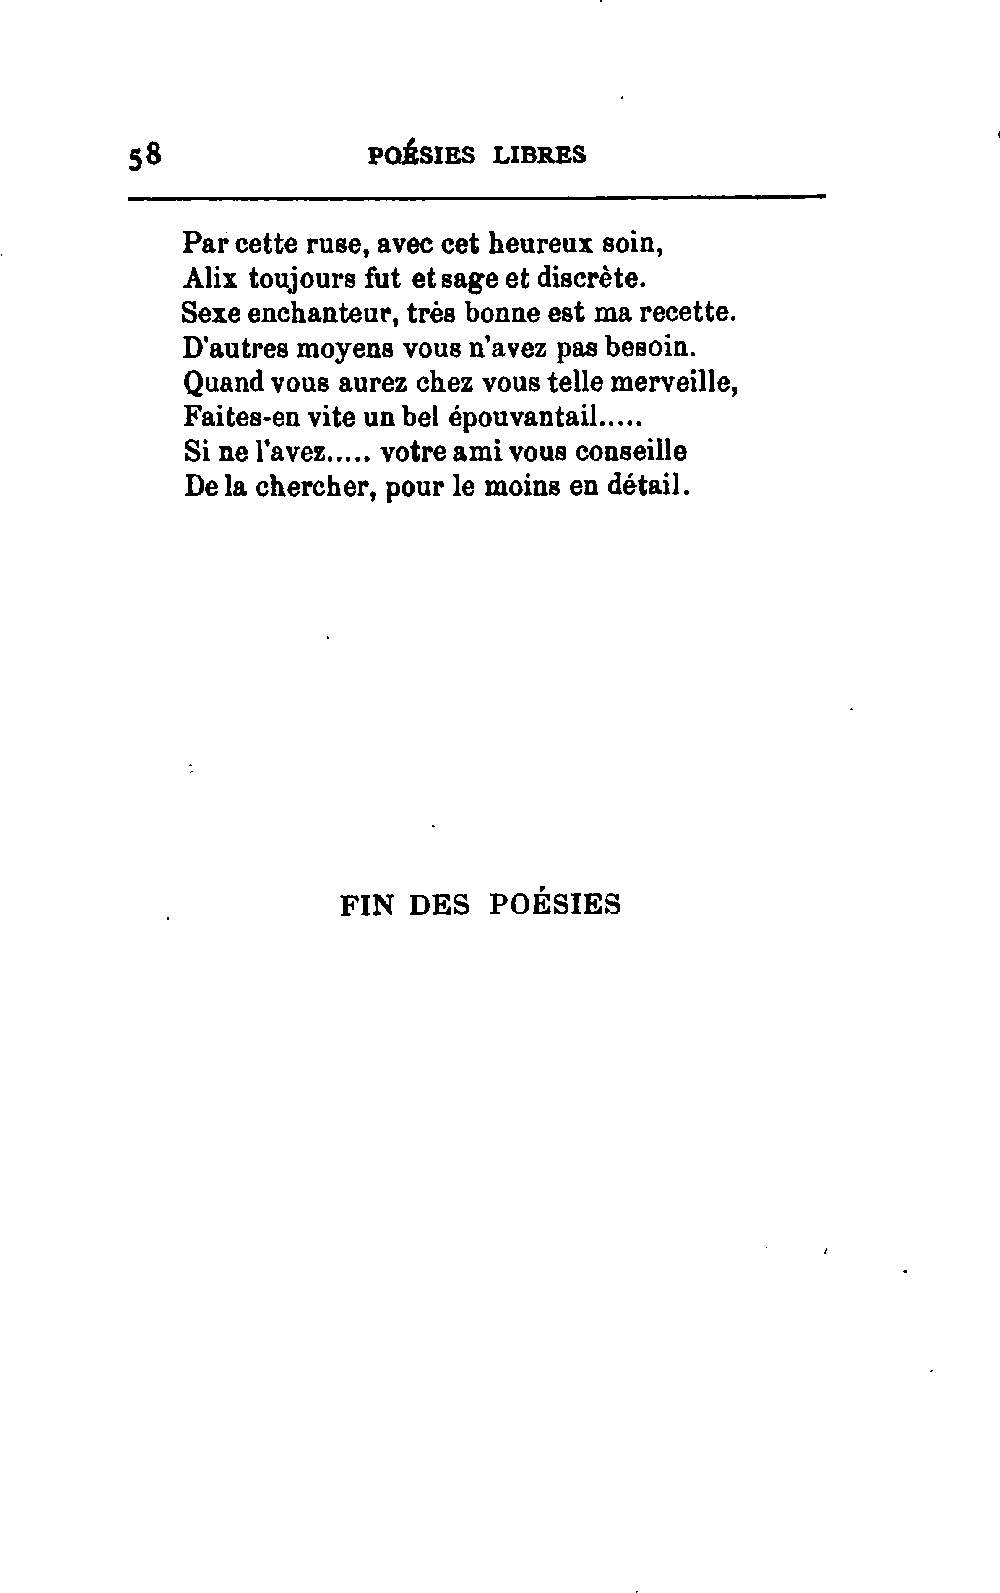 58 POÉSIES LIBRES
Par cette ruse, avec cet heureux soin,
Alix toujours fut et sage et discrète.
Sexe enchanteur, très bonne est ma recette.
D'autres moyens vous n'avez pas besoin.
Quand vous aurez chez vous telle merveille,
Faites-en vite un bel épouvantail.....
Si ne l'avez..... votre ami vous conseille
De la chercher, pour le moins en détail.
FIN DES POÉSIES